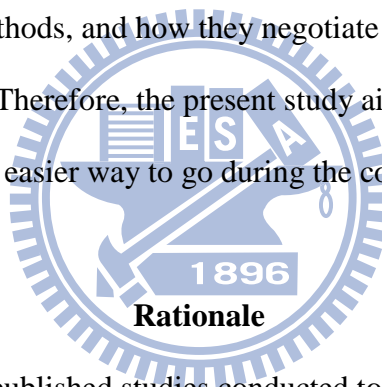 thods, and how they negotiate
Therefore, the present study ai
E S A
easier way to go during the co
1896
Rationale
published studies conducted to